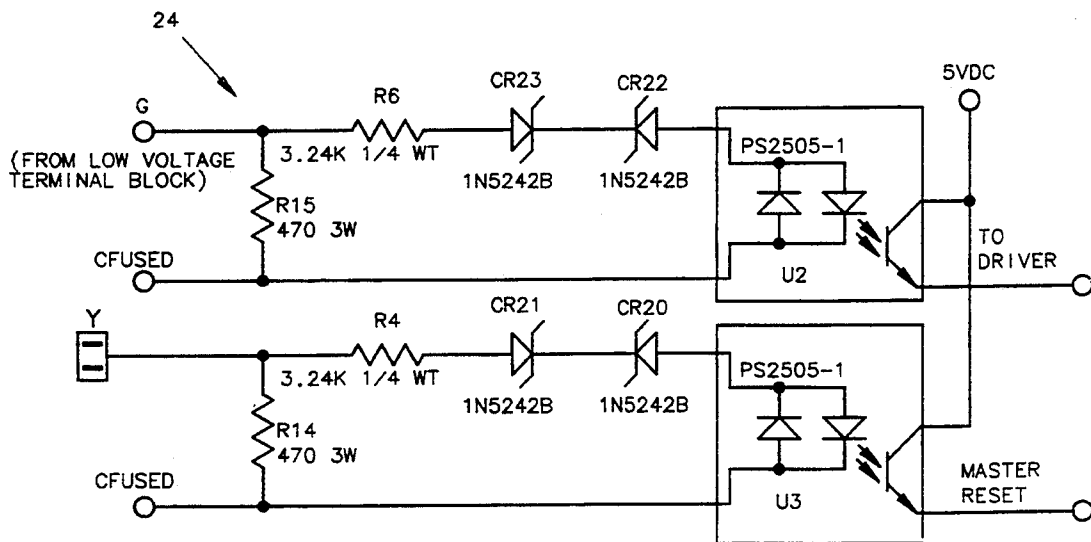 24
G
(FROM LOW VOLTAGE
TERMINAL BLOCK)
R6
3.24K 1/4 WT
CR23
1N5242B
CR22
1N5242B
5VDC
PS2505-1
R15
470 3W
CFUSED
U2
TO
DRIVER
Y
R4
3.24K 1/4 WT
CR21
1N5242B
CR20
1N5242B
PS2505-1
R14
470 3W
CFUSED
U3
MASTER
RESET